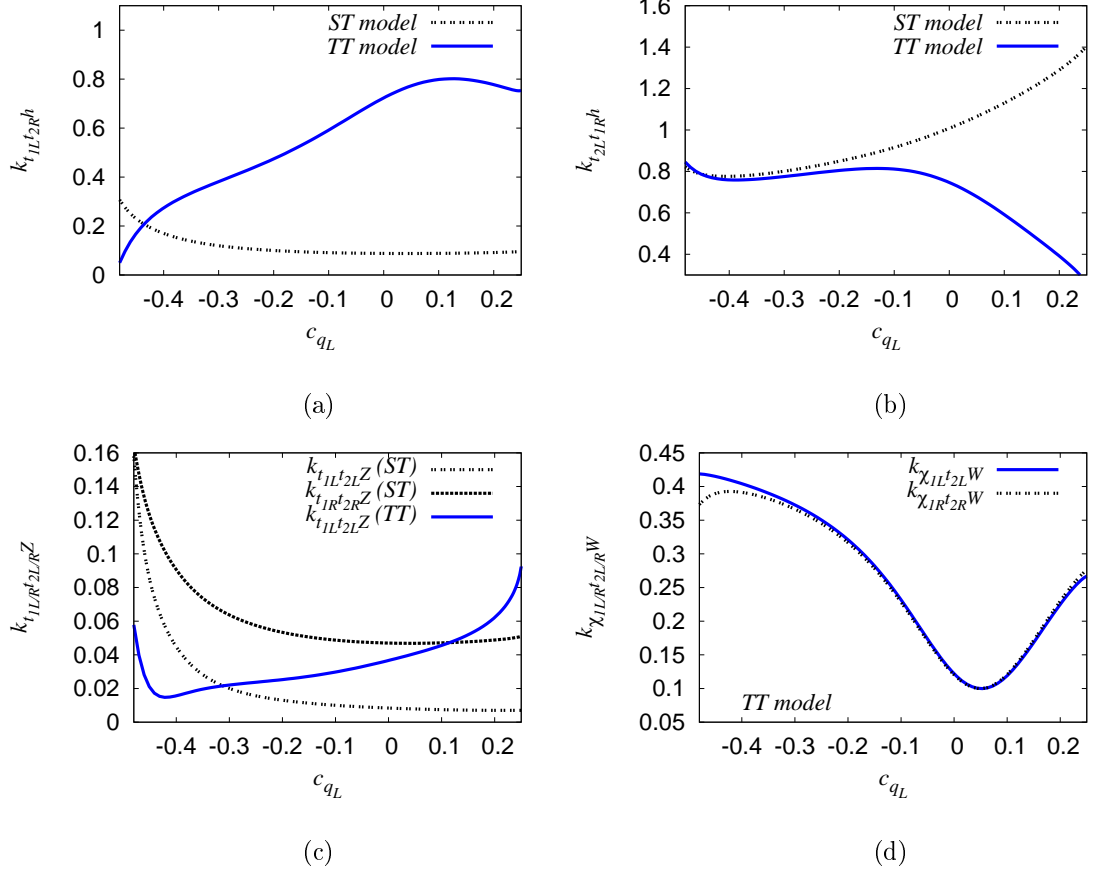 ST model
TT model
1
0.8
0.6
0.4
0.2
0
k_{t_{1L}t_{2R}h}
-0.4 -0.3 -0.2 -0.1 0 0.1 0.2
c_{q_L}
(a)
ST model
TT model
1.6
1.4
1.2
1
0.8
0.6
0.4
k_{t_{2L}t_{1R}h}
-0.4 -0.3 -0.2 -0.1 0 0.1 0.2
c_{q_L}
(b)
k_{t_{1L}t_{2L}Z} (ST)
k_{t_{1R}t_{2R}Z} (ST)
k_{t_{1L}t_{2L}Z} (TT)
0.16
0.14
0.12
0.1
0.08
0.06
0.04
0.02
0
k_{t_{1L/R}t_{2L/R}Z}
-0.4 -0.3 -0.2 -0.1 0 0.1 0.2
c_{q_L}
(c)
k_{χ_{1L}t_{2L}W}
k_{χ_{1R}t_{2R}W}
0.45
0.4
0.35
0.3
0.25
0.2
0.15
0.1
0.05
k_{χ_{1L/R}t_{2L/R}W}
TT model
-0.4 -0.3 -0.2 -0.1 0 0.1 0.2
c_{q_L}
(d)